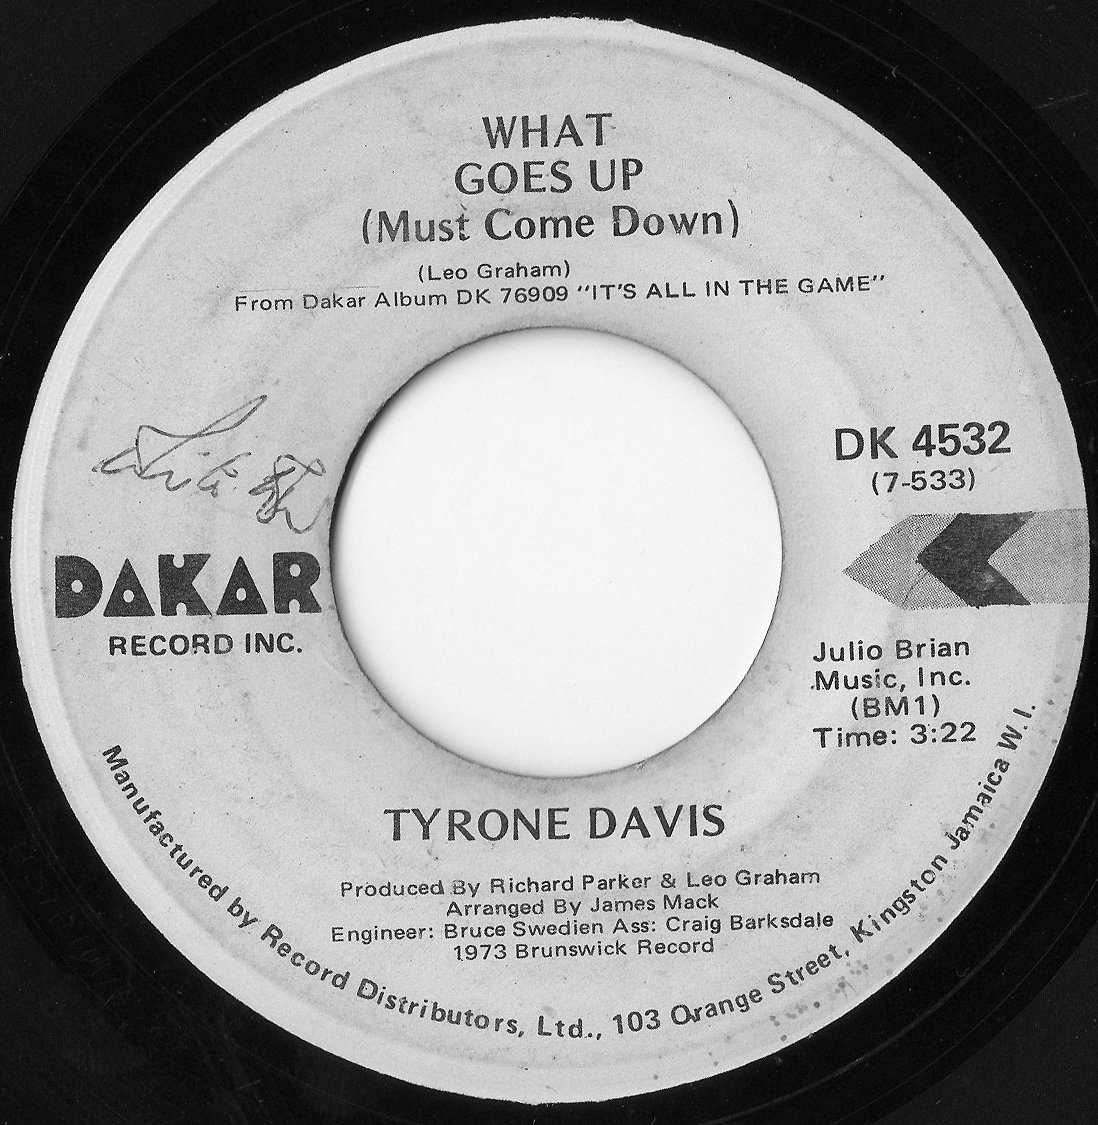 WHAT
GOES UP
(Must Come Down)
(Leo Graham)
From Dakar Album DK 76909 "IT'S ALL IN THE GAME"
DK 4532
(7-533)
DAKAR
RECORD INC.
Julio Brian
Music, Inc.
(BM1)
Time: 3:22
TYRONE DAVIS
Produced By Richard Parker & Leo Graham
Arranged By James Mack
Engineer: Bruce Swedien Ass: Craig Barksdale
1973 Brunswick Record
Manufactured by Record Distributors, Ltd., 103 Orange Street, Kingston Jamaica W.I.